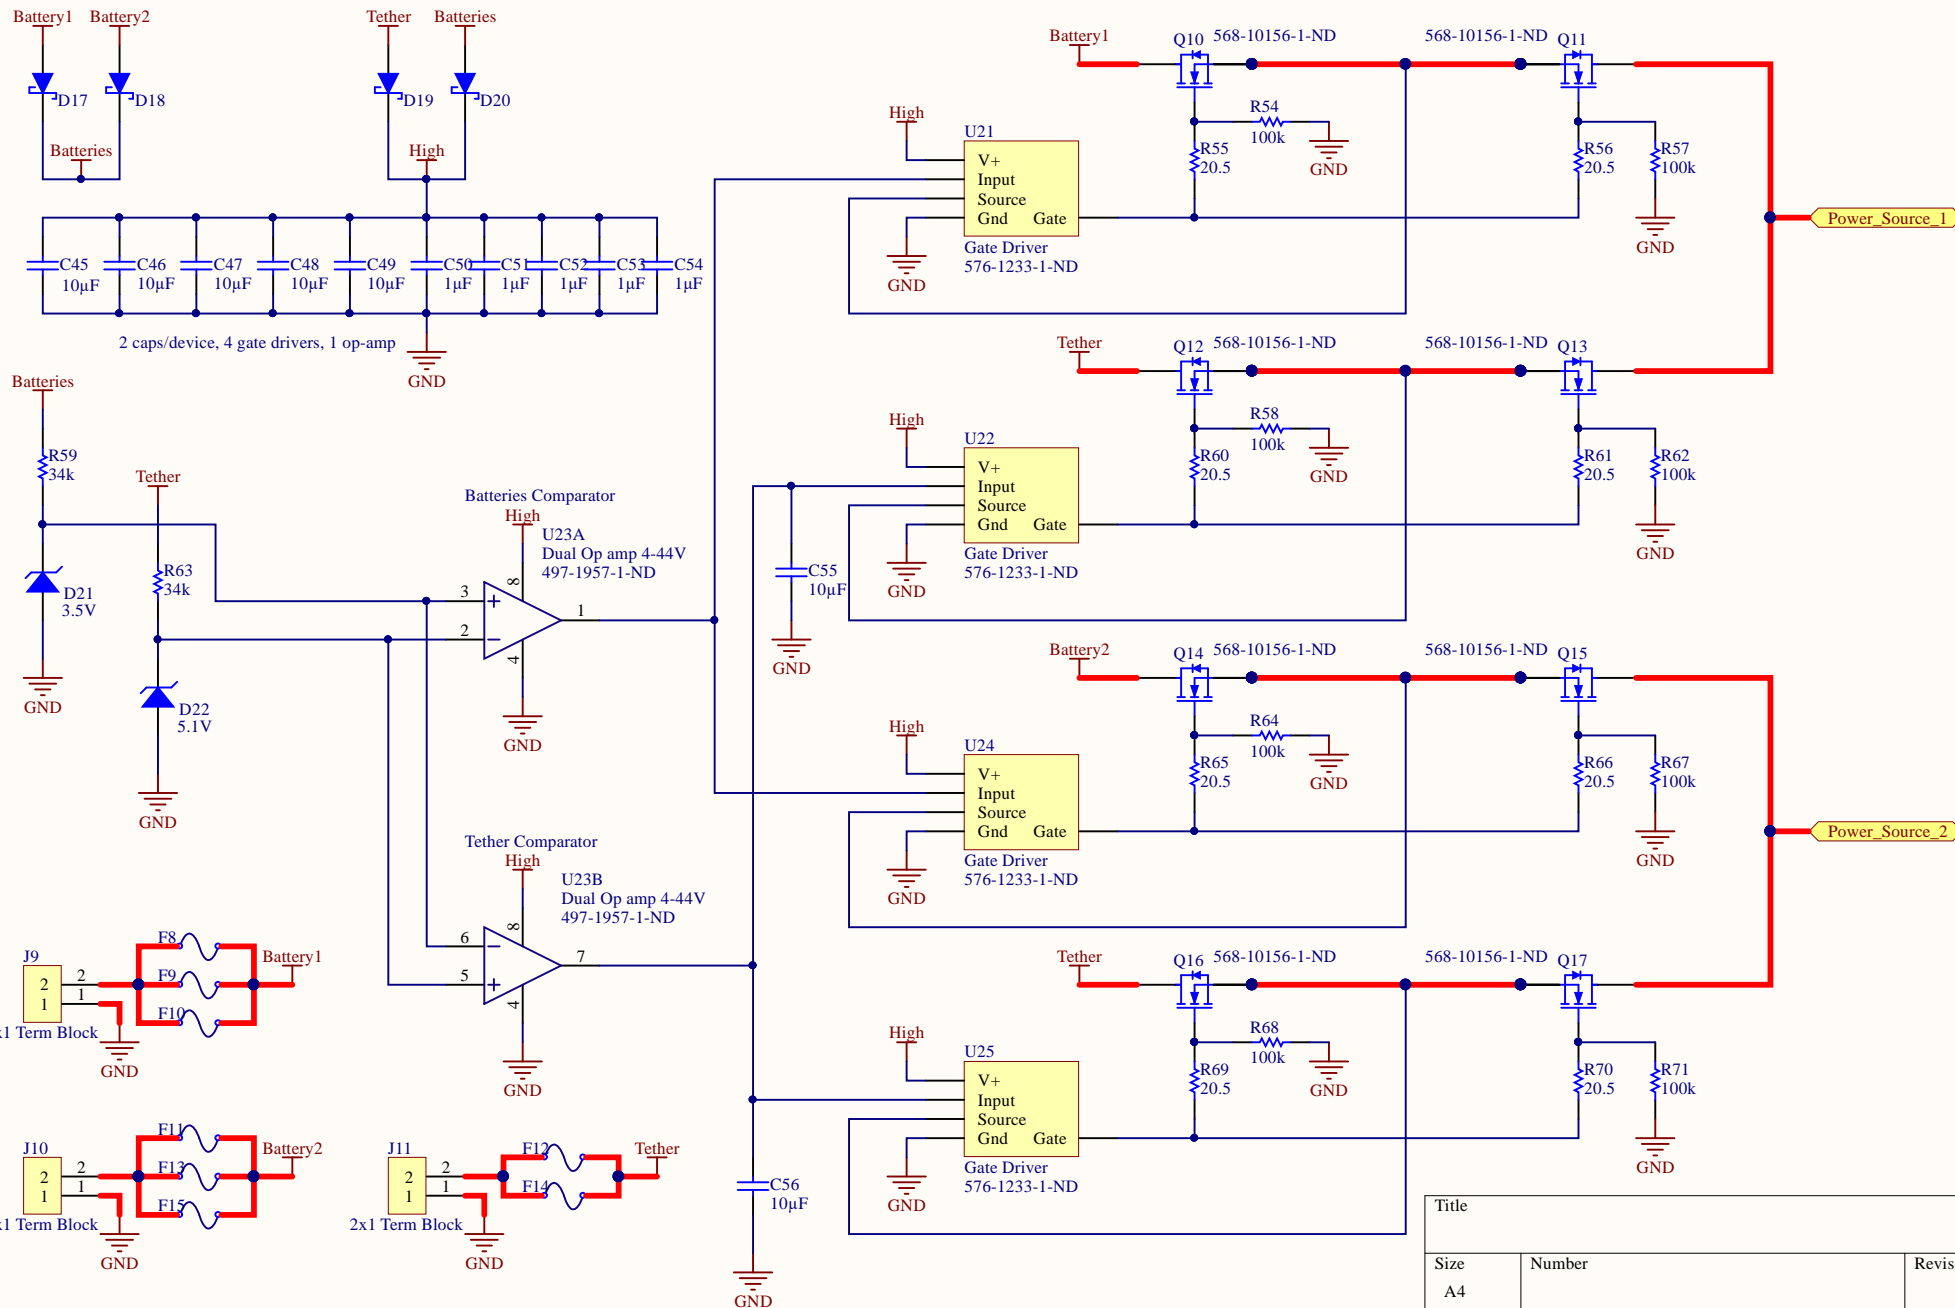 Battery1 Battery2
D17 D18
Batteries
Tether Batteries
D19 D20
High
C45 10µF
C46 10µF
C47 10µF
C48 10µF
C49 10µF
C50 1µF
C51 1µF
C52 1µF
C53 1µF
C54 1µF
2 caps/device, 4 gate drivers, 1 op-amp
GND
Batteries
R59
34k
D21
3.5V
GND
Tether
R63
34k
D22
5.1V
GND
Batteries Comparator
High
U23A
Dual Op amp 4-44V
497-1957-1-ND
3 + 8 1
2 − 4
GND
Tether Comparator
High
U23B
Dual Op amp 4-44V
497-1957-1-ND
6 − 8 7
5 + 4
GND
C55
10µF
GND
C56
10µF
GND
J9
2 2
1 1
x1 Term Block
GND
F8
F9
F10
Battery1
J10
2 2
1 1
x1 Term Block
GND
F11
F13
F15
Battery2
J11
2 2
1 1
2x1 Term Block
GND
F12
F14
Tether
Battery1
Q10 568-10156-1-ND
568-10156-1-ND Q11
High
U21
V+
Input
Source
Gnd Gate
Gate Driver
576-1233-1-ND
GND
R54
100k
GND
R55
20.5
R56
20.5
R57
100k
GND
Power_Source_1
Tether
Q12 568-10156-1-ND
568-10156-1-ND Q13
High
U22
V+
Input
Source
Gnd Gate
Gate Driver
576-1233-1-ND
GND
R58
100k
GND
R60
20.5
R61
20.5
R62
100k
GND
Battery2
Q14 568-10156-1-ND
568-10156-1-ND Q15
High
U24
V+
Input
Source
Gnd Gate
Gate Driver
576-1233-1-ND
GND
R64
100k
GND
R65
20.5
R66
20.5
R67
100k
GND
Power_Source_2
Tether
Q16 568-10156-1-ND
568-10156-1-ND Q17
High
U25
V+
Input
Source
Gnd Gate
Gate Driver
576-1233-1-ND
GND
R68
100k
GND
R69
20.5
R70
20.5
R71
100k
GND
Title
Size Number Revis
A4